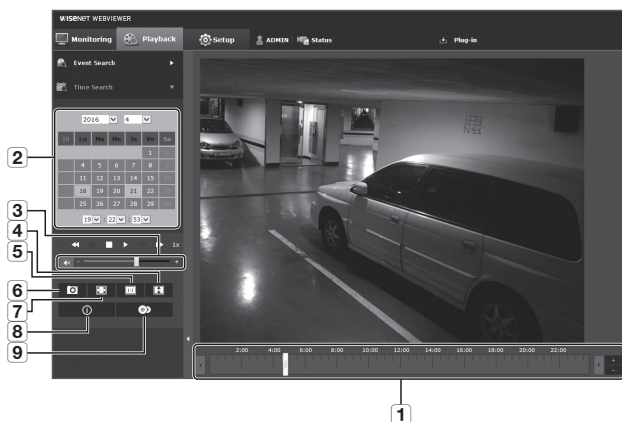 WISENET WEBVIEWER
Monitoring Playback Setup ADMIN Status Plug-in
Event Search
Time Search
2016 4
Di Lu Ma Me Je Ve Sa
1
4 5 6 7 8
11 12 13 14 15
18 19 20 21 22
25 26 27 28 29
19 : 22 : 53
1x
- +
1:1
2:00 4:00 6:00 8:00 10:00 12:00 14:00 16:00 18:00 20:00 22:00
+
-
2
3
4
5
6
7
8
9
1